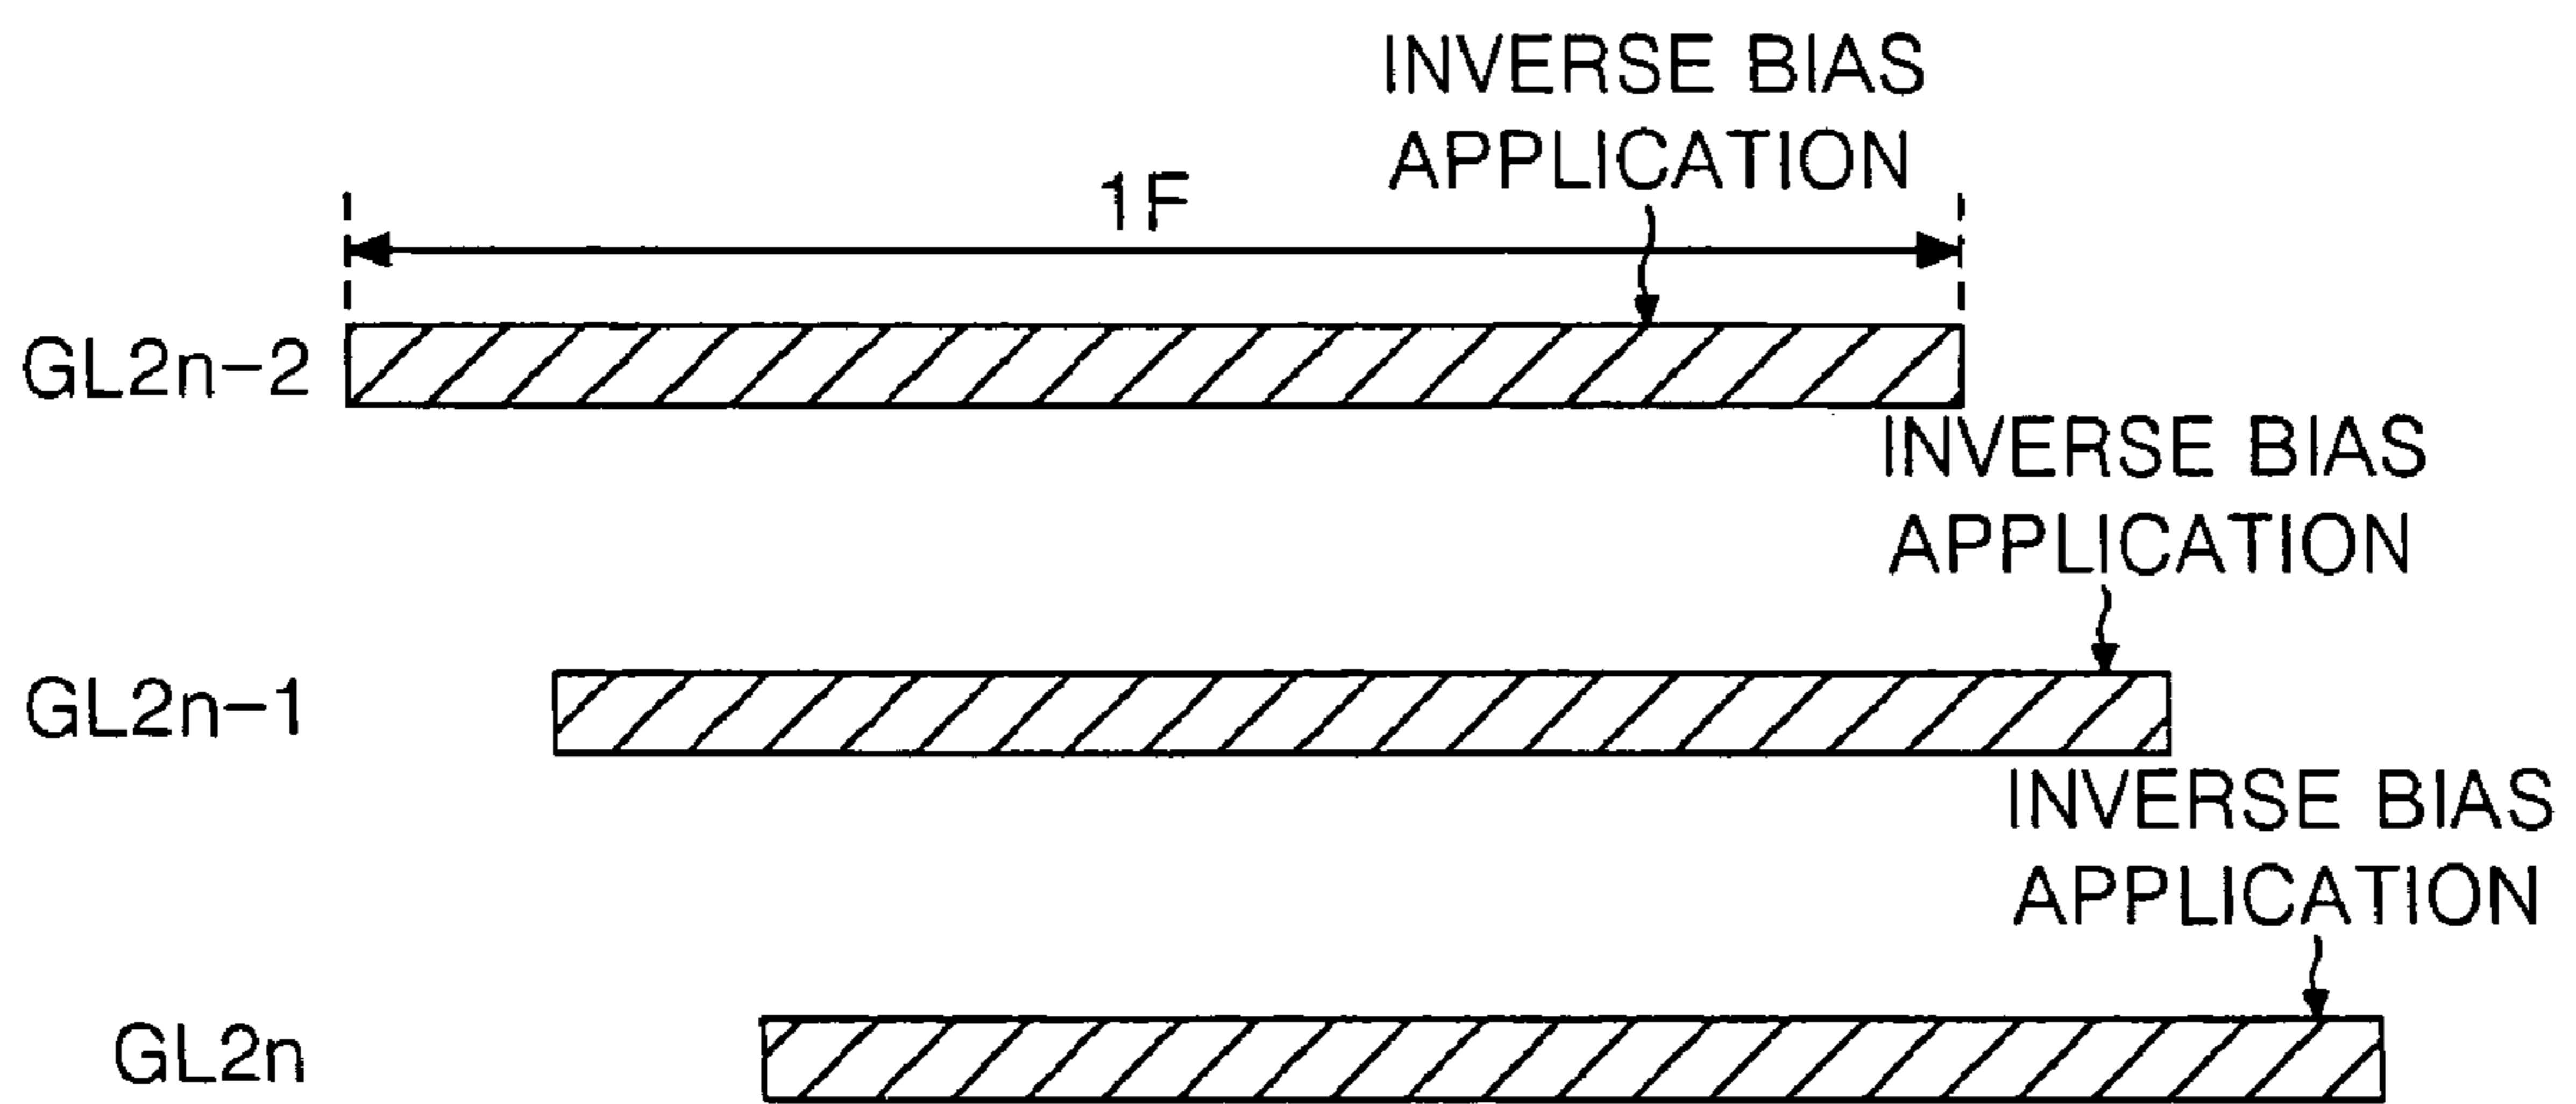 INVERSE BIAS
APPLICATION
1F
GL2n-2
INVERSE BIAS
APPLICATION
GL2n-1
INVERSE BIAS
APPLICATION
GL2n